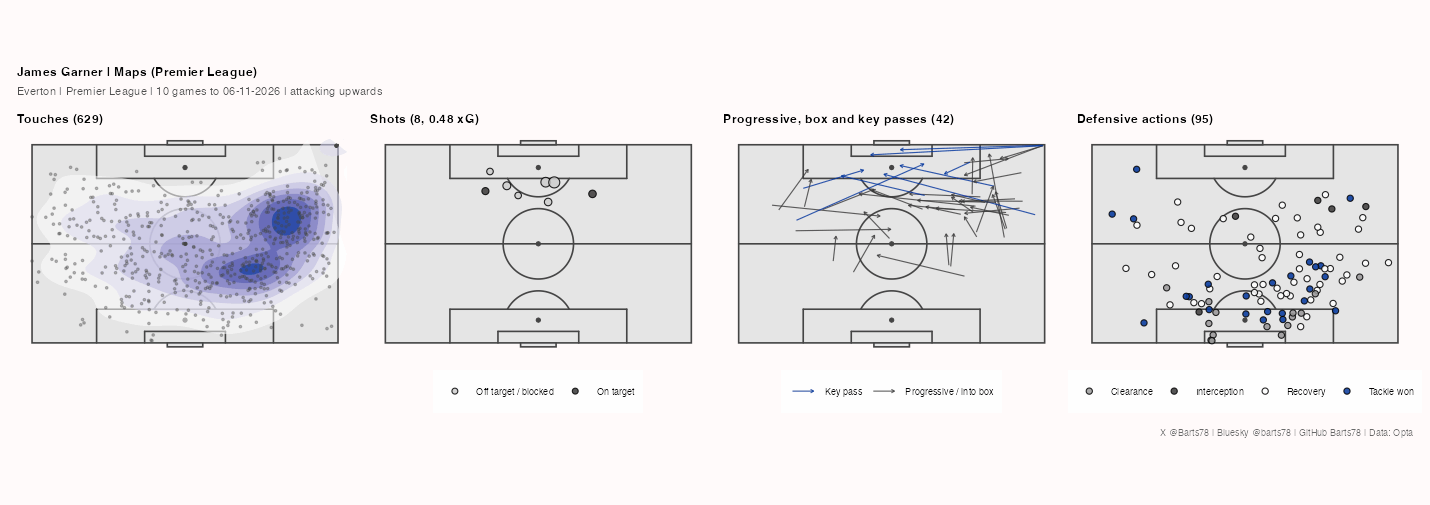 James Garner | Maps (Premier League)
Everton | Premier League | 10 games to 06-11-2026 | attacking upwards
Touches (629)
Shots (8, 0.48 xG)
Progressive, box and key passes (42)
Defensive actions (95)
Off target / blocked
On target
Key pass
Progressive / into box
Clearance
Interception
Recovery
Tackle won
X @Barts78 | Bluesky @barts78 | GitHub Barts78 | Data: Opta